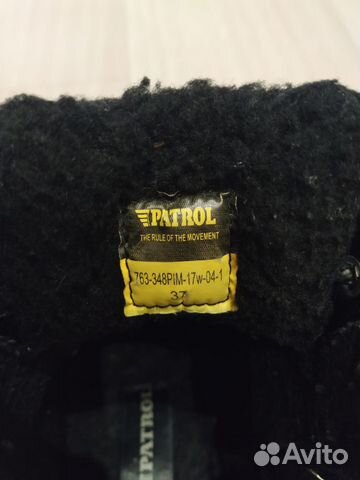 PATROL
THE RULE OF THE MOVEMENT
763-348PIM-17w-04-1
37
PATROL
Avito